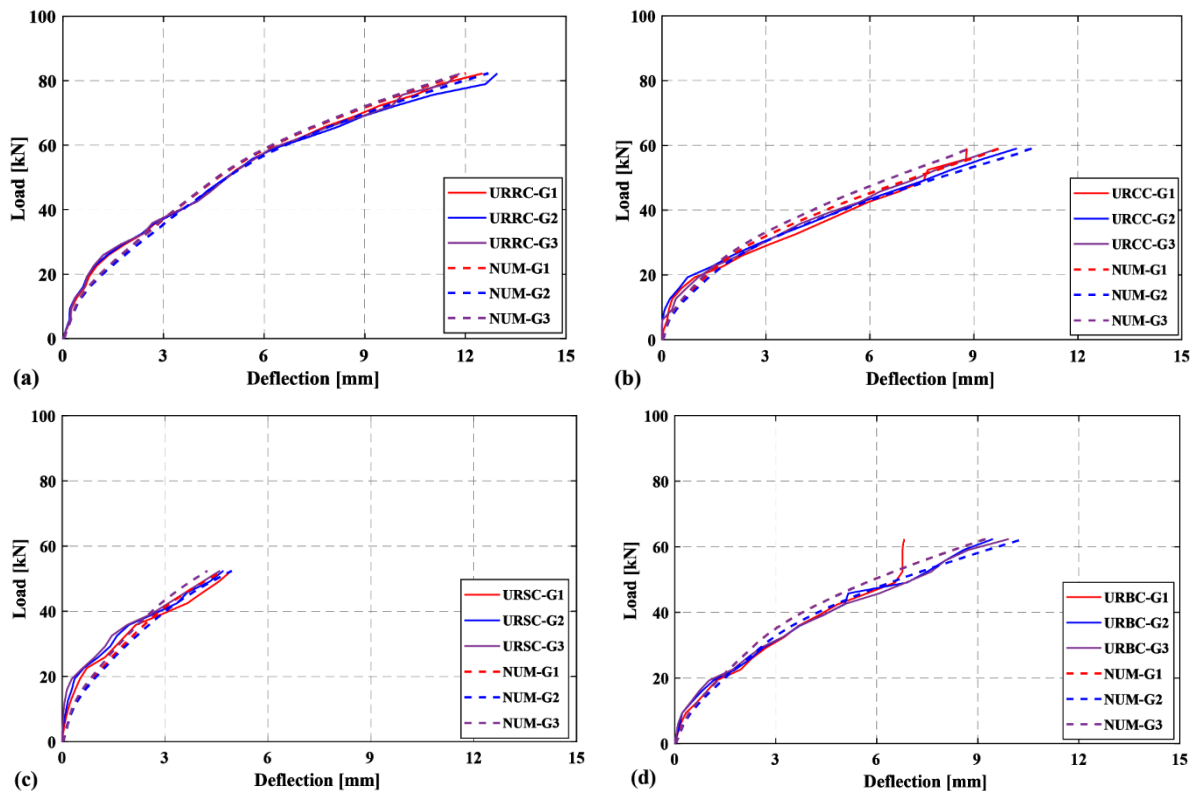 100
80
60
40
20
0
Load [kN]
URRC-G1
URRC-G2
URRC-G3
NUM-G1
NUM-G2
NUM-G3
0 3 6 9 12 15
Deflection [mm]
(a)
100
80
60
40
20
0
Load [kN]
URCC-G1
URCC-G2
URCC-G3
NUM-G1
NUM-G2
NUM-G3
0 3 6 9 12 15
Deflection [mm]
(b)
100
80
60
40
20
0
Load [kN]
URSC-G1
URSC-G2
URSC-G3
NUM-G1
NUM-G2
NUM-G3
0 3 6 9 12 15
Deflection [mm]
(c)
100
80
60
40
20
0
Load [kN]
URBC-G1
URBC-G2
URBC-G3
NUM-G1
NUM-G2
NUM-G3
0 3 6 9 12 15
Deflection [mm]
(d)